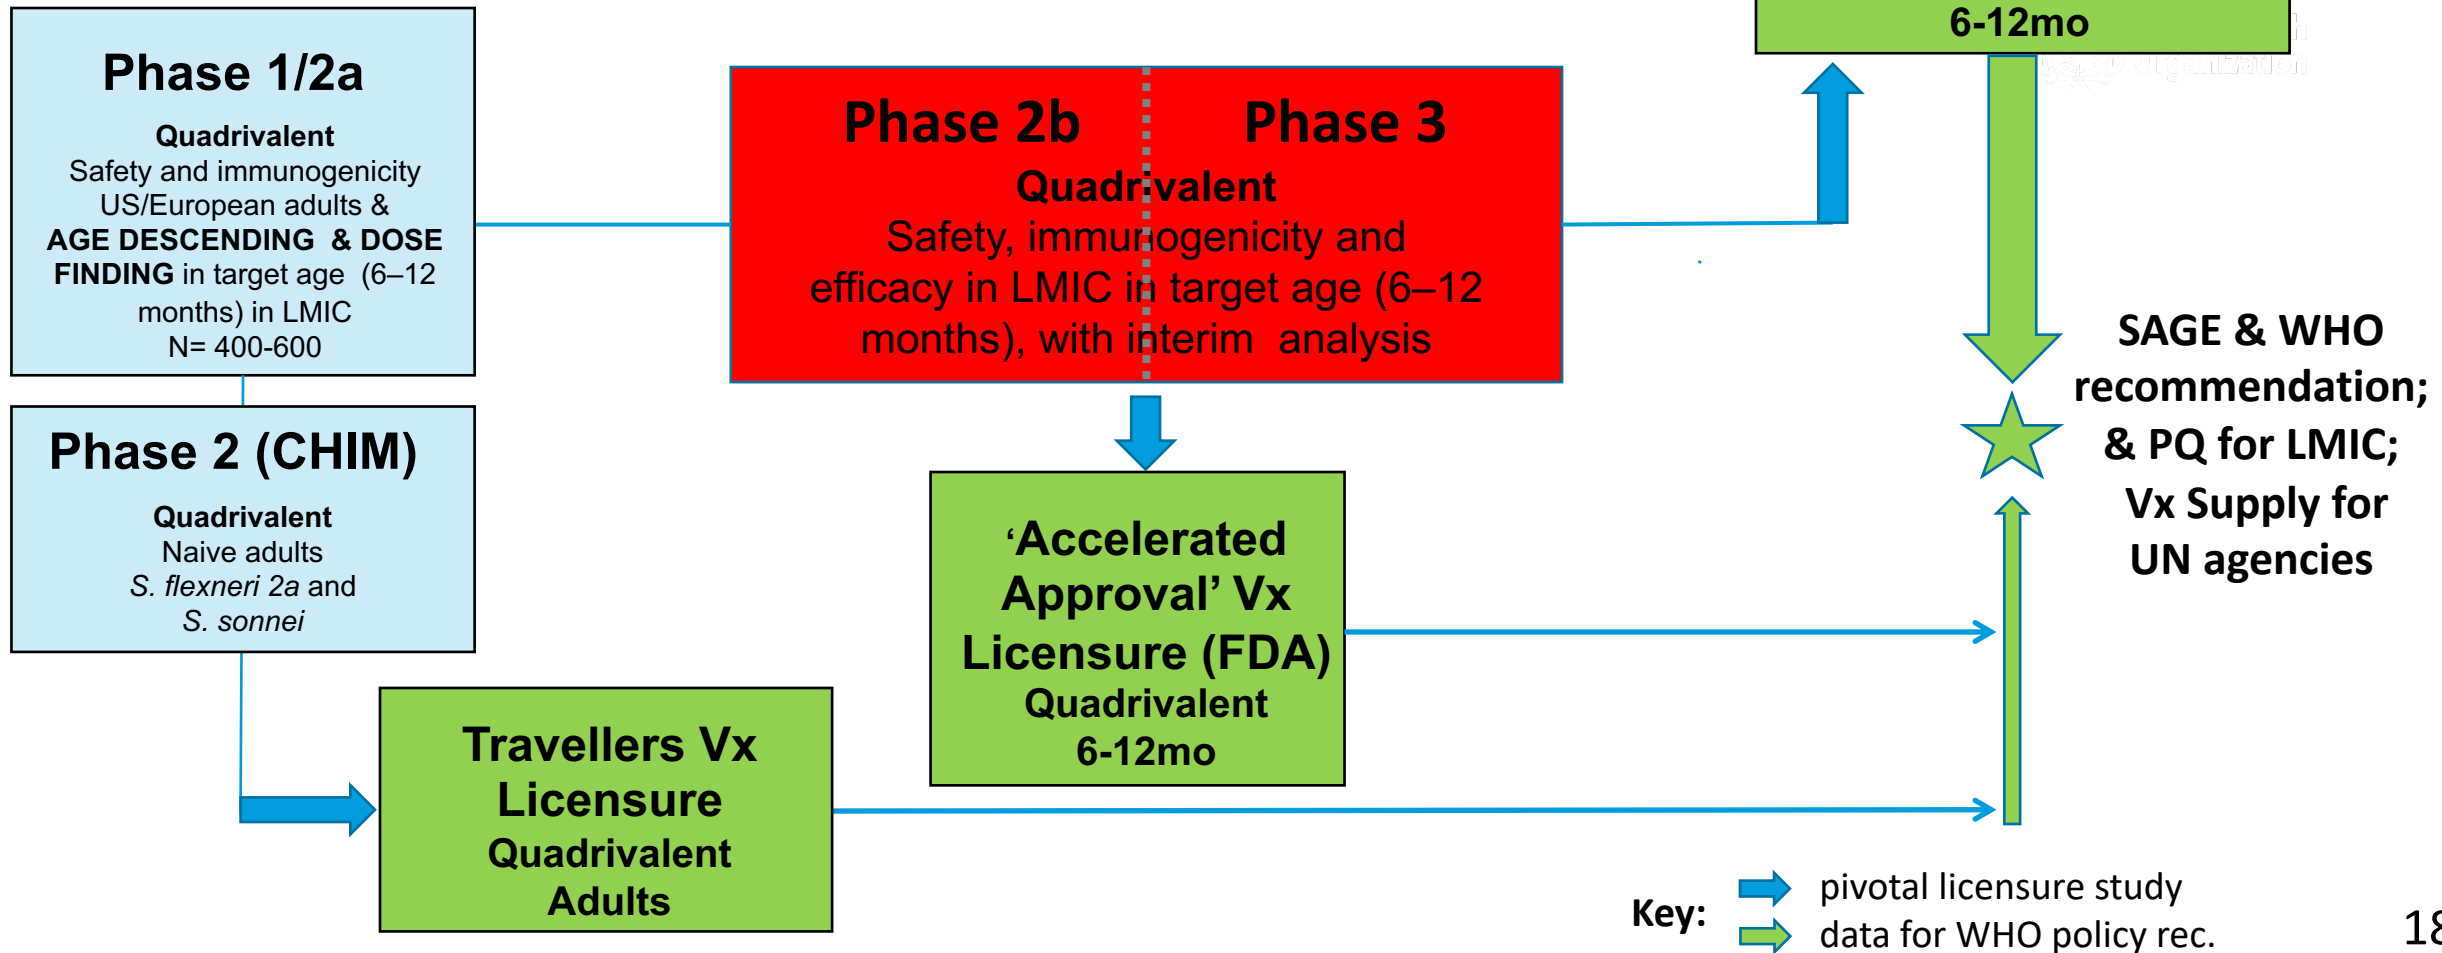 Phase 1/2a
Quadrivalent
Safety and immunogenicity
US/European adults &
AGE DESCENDING & DOSE
FINDING in target age (6–12
months) in LMIC
N= 400-600
Phase 2 (CHIM)
Quadrivalent
Naive adults
S. flexneri 2a and
S. sonnei
Travellers Vx
Licensure
Quadrivalent
Adults
Phase 2b Phase 3
Quadrivalent
Safety, immunogenicity and
efficacy in LMIC in target age (6–12
months), with interim analysis
‘Accelerated
Approval’ Vx
Licensure (FDA)
Quadrivalent
6-12mo
6-12mo
Organization
SAGE & WHO
recommendation;
& PQ for LMIC;
Vx Supply for
UN agencies
Key:
pivotal licensure study
data for WHO policy rec.